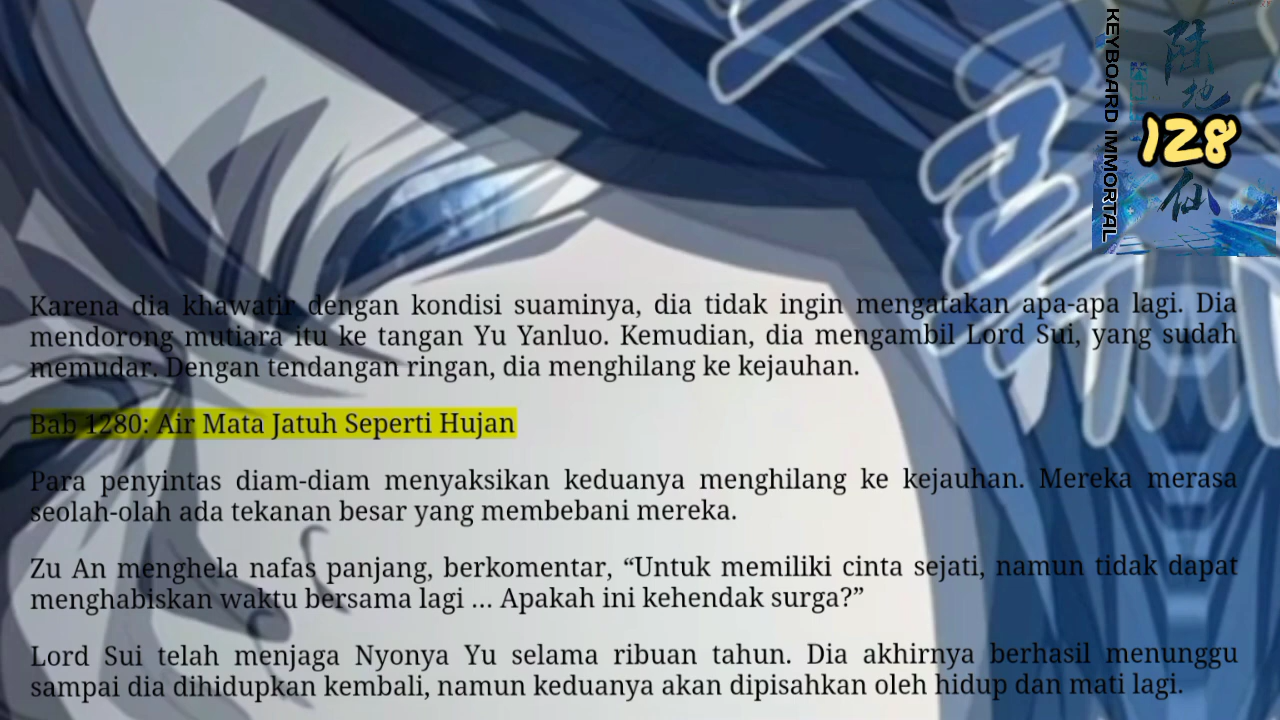 陆地
KEYBOARD IMMORTAL
128
仙
Karena dia khawatir dengan kondisi suaminya, dia tidak ingin mengatakan apa-apa lagi. Dia
mendorong mutiara itu ke tangan Yu Yanluo. Kemudian, dia mengambil Lord Sui, yang sudah
memudar. Dengan tendangan ringan, dia menghilang ke kejauhan.
Bab 1280: Air Mata Jatuh Seperti Hujan
Para penyintas diam-diam menyaksikan keduanya menghilang ke kejauhan. Mereka merasa
seolah-olah ada tekanan besar yang membebani mereka.
Zu An menghela nafas panjang, berkomentar, “Untuk memiliki cinta sejati, namun tidak dapat
menghabiskan waktu bersama lagi ... Apakah ini kehendak surga?”
Lord Sui telah menjaga Nyonya Yu selama ribuan tahun. Dia akhirnya berhasil menunggu
sampai dia dihidupkan kembali, namun keduanya akan dipisahkan oleh hidup dan mati lagi.